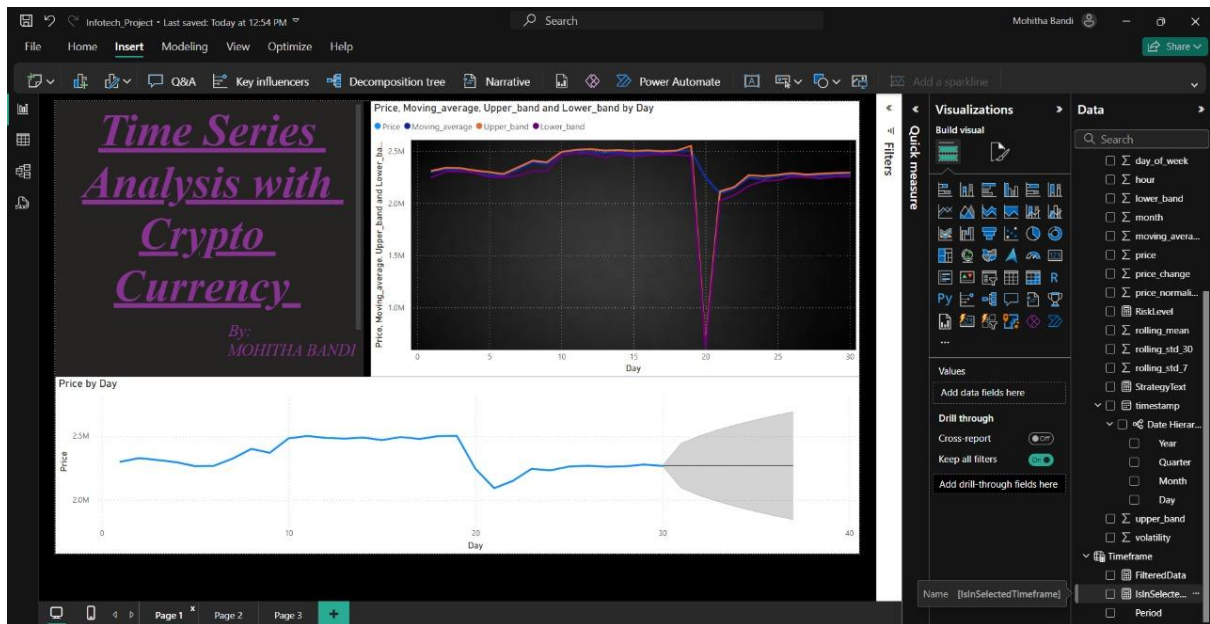 Infotech_Project • Last saved: Today at 12:54 PM
Search
Mohitha Bandi
File Home Insert Modeling View Optimize Help
Share
Q&A Key influencers Decomposition tree Narrative Power Automate Add a sparkline
Time Series
Analysis with
Crypto
Currency
By:
MOHITHA BANDI
Price, Moving_average, Upper_band and Lower_band by Day
Price Moving_average Upper_band Lower_band
Price, Moving_average, Upper_band and Lower_ba...
2.5M
2.0M
1.5M
1.0M
0 5 10 15 20 25 30
Day
Price by Day
Price
2.5M
2.0M
0 10 20 30 40
Day
Page 1 Page 2 Page 3
Filters
Quick measure
Visualizations
Build visual
R
Py
...
Values
Add data fields here
Drill through
Cross-report
Off
Keep all filters
On
Add drill-through fields here
Name [IsInSelectedTimeframe]
Data
Search
day_of_week
hour
lower_band
month
moving_avera...
price
price_change
price_normali...
RiskLevel
rolling_mean
rolling_std_30
rolling_std_7
StrategyText
timestamp
Date Hierar...
Year
Quarter
Month
Day
upper_band
volatility
Timeframe
FilteredData
IsInSelecte... ...
Period